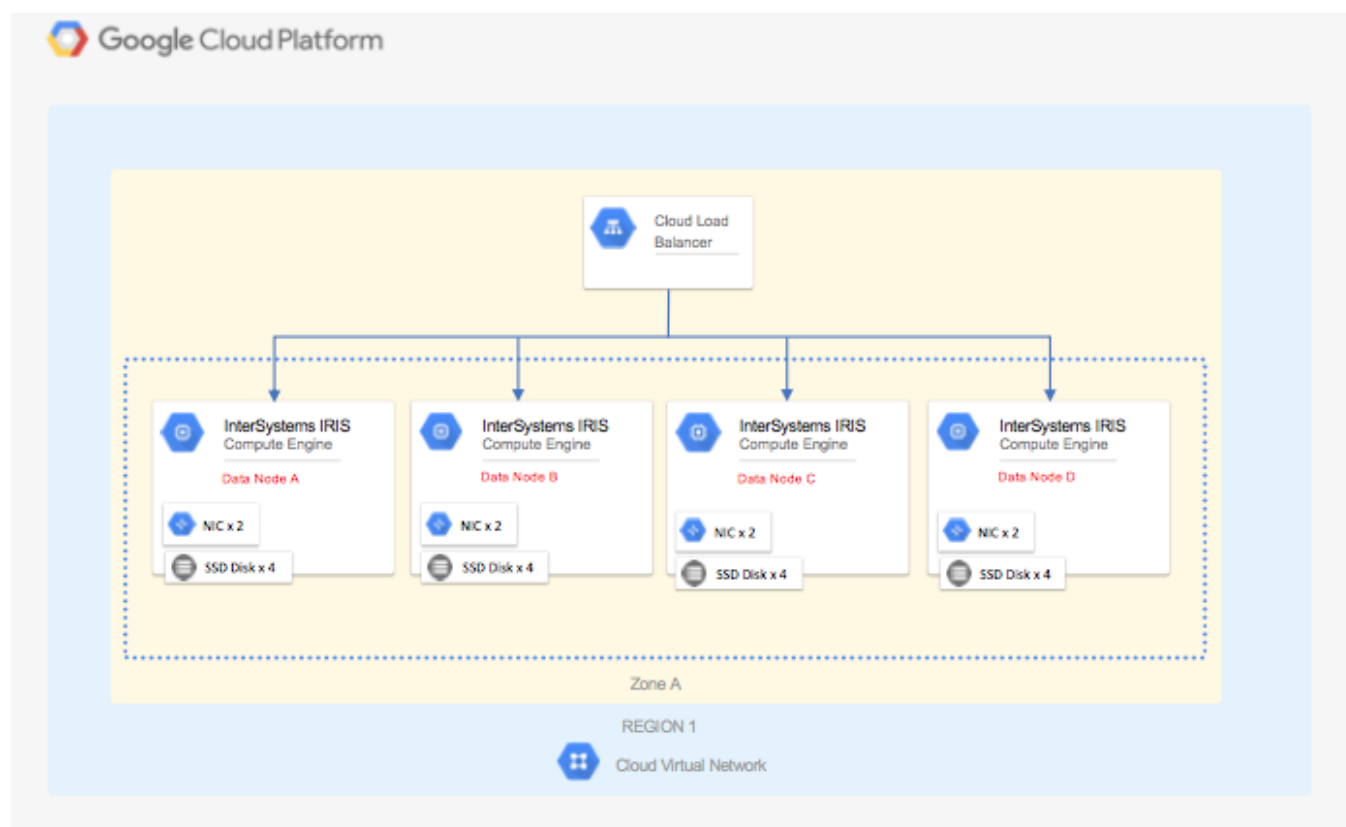 Google Cloud Platform
Cloud Load
Balancer
InterSystems IRIS
Compute Engine
Data Node A
NIC x 2
SSD Disk x 4
InterSystems IRIS
Compute Engine
Data Node B
NIC x 2
SSD Disk x 4
InterSystems IRIS
Compute Engine
Data Node C
NIC x 2
SSD Disk x 4
InterSystems IRIS
Compute Engine
Data Node D
NIC x 2
SSD Disk x 4
Zone A
REGION 1
Cloud Virtual Network